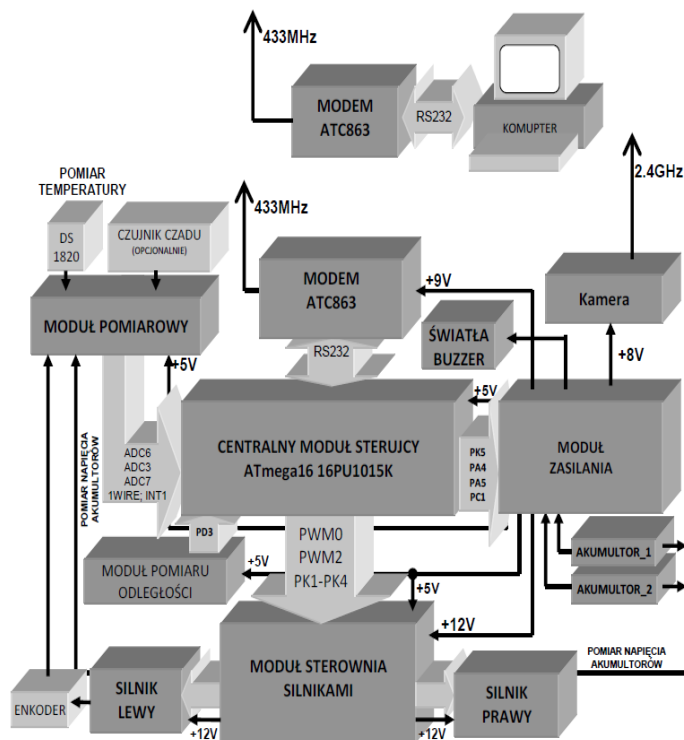 433MHz
MODEM
ATC863
RS232
KOMUPTER
2.4GHz
POMIAR
TEMPERATURY
DS
1820
CZUJNIK CZADU
(OPCJONALNIE)
433MHz
MODEM
ATC863
+9V
Kamera
MODUŁ POMIAROWY
ŚWIATŁA
BUZZER
+8V
RS232
+5V
+5V
CENTRALNY MODUŁ STERUJCY
ATmega16 16PU1015K
PK5
PA4
PA5
PC1
MODUŁ
ZASILANIA
POMIAR NAPIĘCIA
AKUMULTORÓW
ADC6
ADC3
ADC7
1WIRE; INT1
PD3
PWM0
PWM2
PK1-PK4
AKUMULTOR_1
AKUMULTOR_2
MODUŁ POMIARU
ODLEGŁOŚCI
+5V
+5V
+12V
MODUŁ STEROWNIA
SILNIKAMI
POMIAR NAPIĘCIA
AKUMULTORÓW
ENKODER
SILNIK
LEWY
SILNIK
PRAWY
+12V
+12V